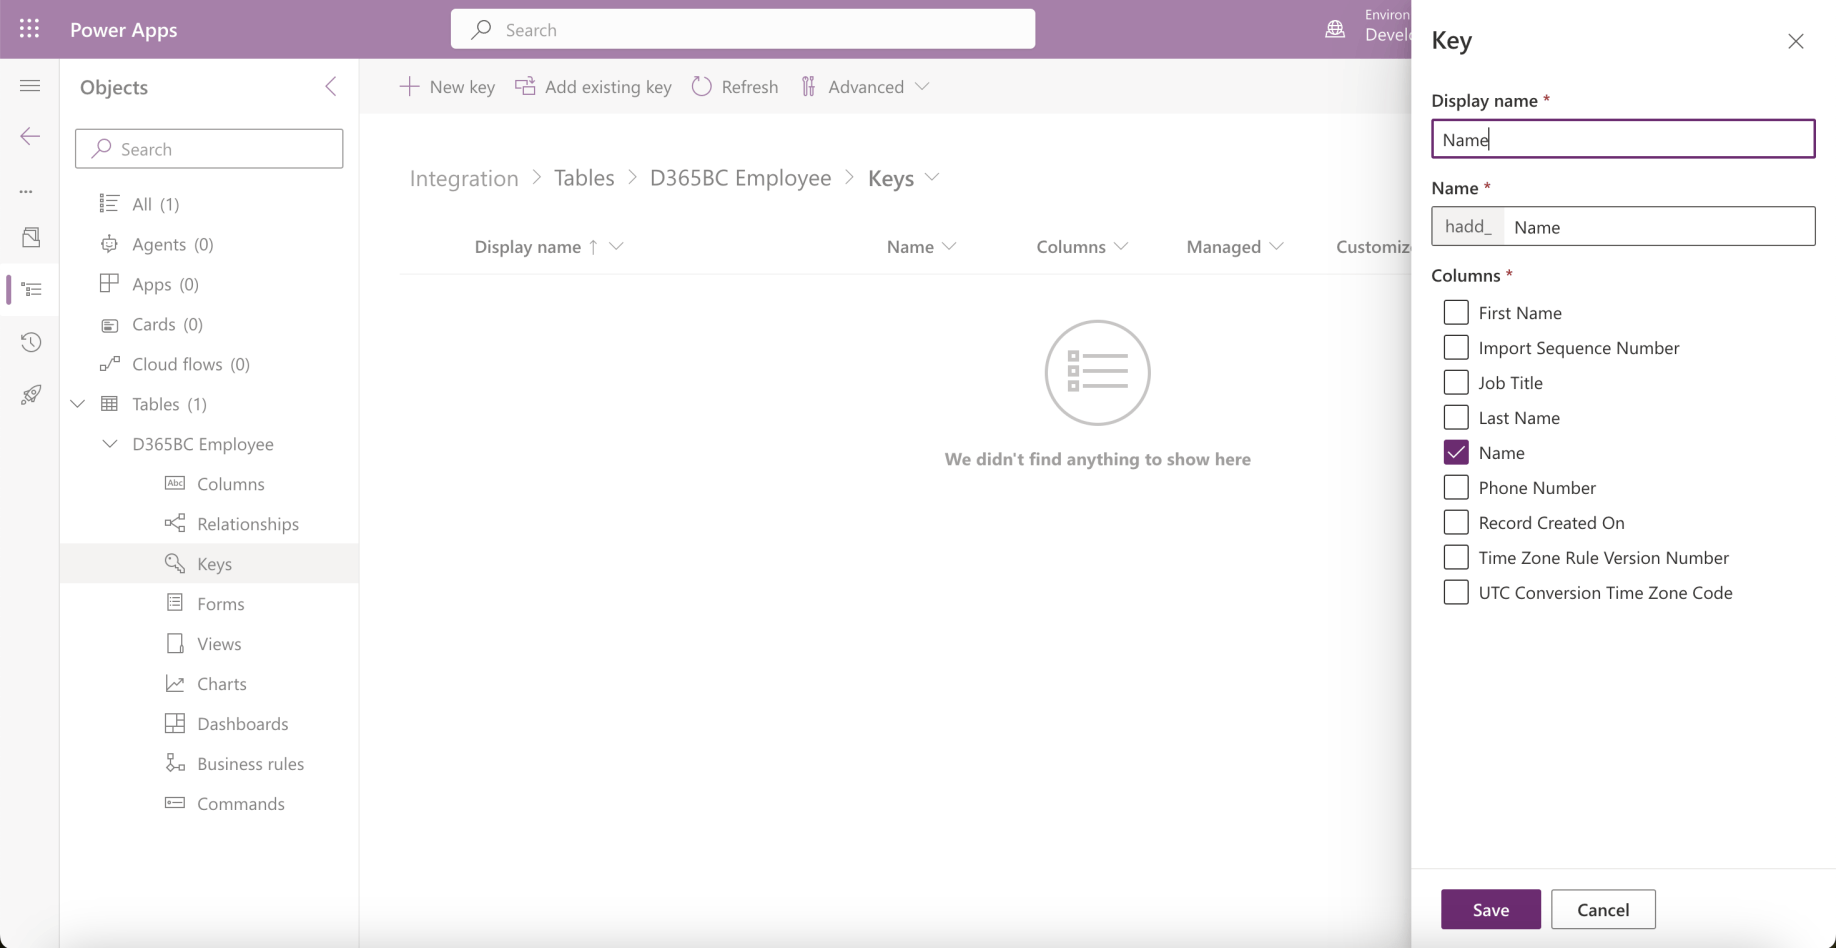 Power Apps
Search
Environ
Develo
Objects
Search
All (1)
Agents (0)
Apps (0)
Cards (0)
Cloud flows (0)
Tables (1)
D365BC Employee
Abc Columns
Relationships
Keys
Forms
Views
Charts
Dashboards
Business rules
Commands
New key
Add existing key
Refresh
Advanced
Integration > Tables > D365BC Employee > Keys
Display name ↑
Name
Columns
Managed
Customize
We didn't find anything to show here
Key
Display name *
Name
Name *
hadd_ Name
Columns *
First Name
Import Sequence Number
Job Title
Last Name
Name
Phone Number
Record Created On
Time Zone Rule Version Number
UTC Conversion Time Zone Code
Save
Cancel